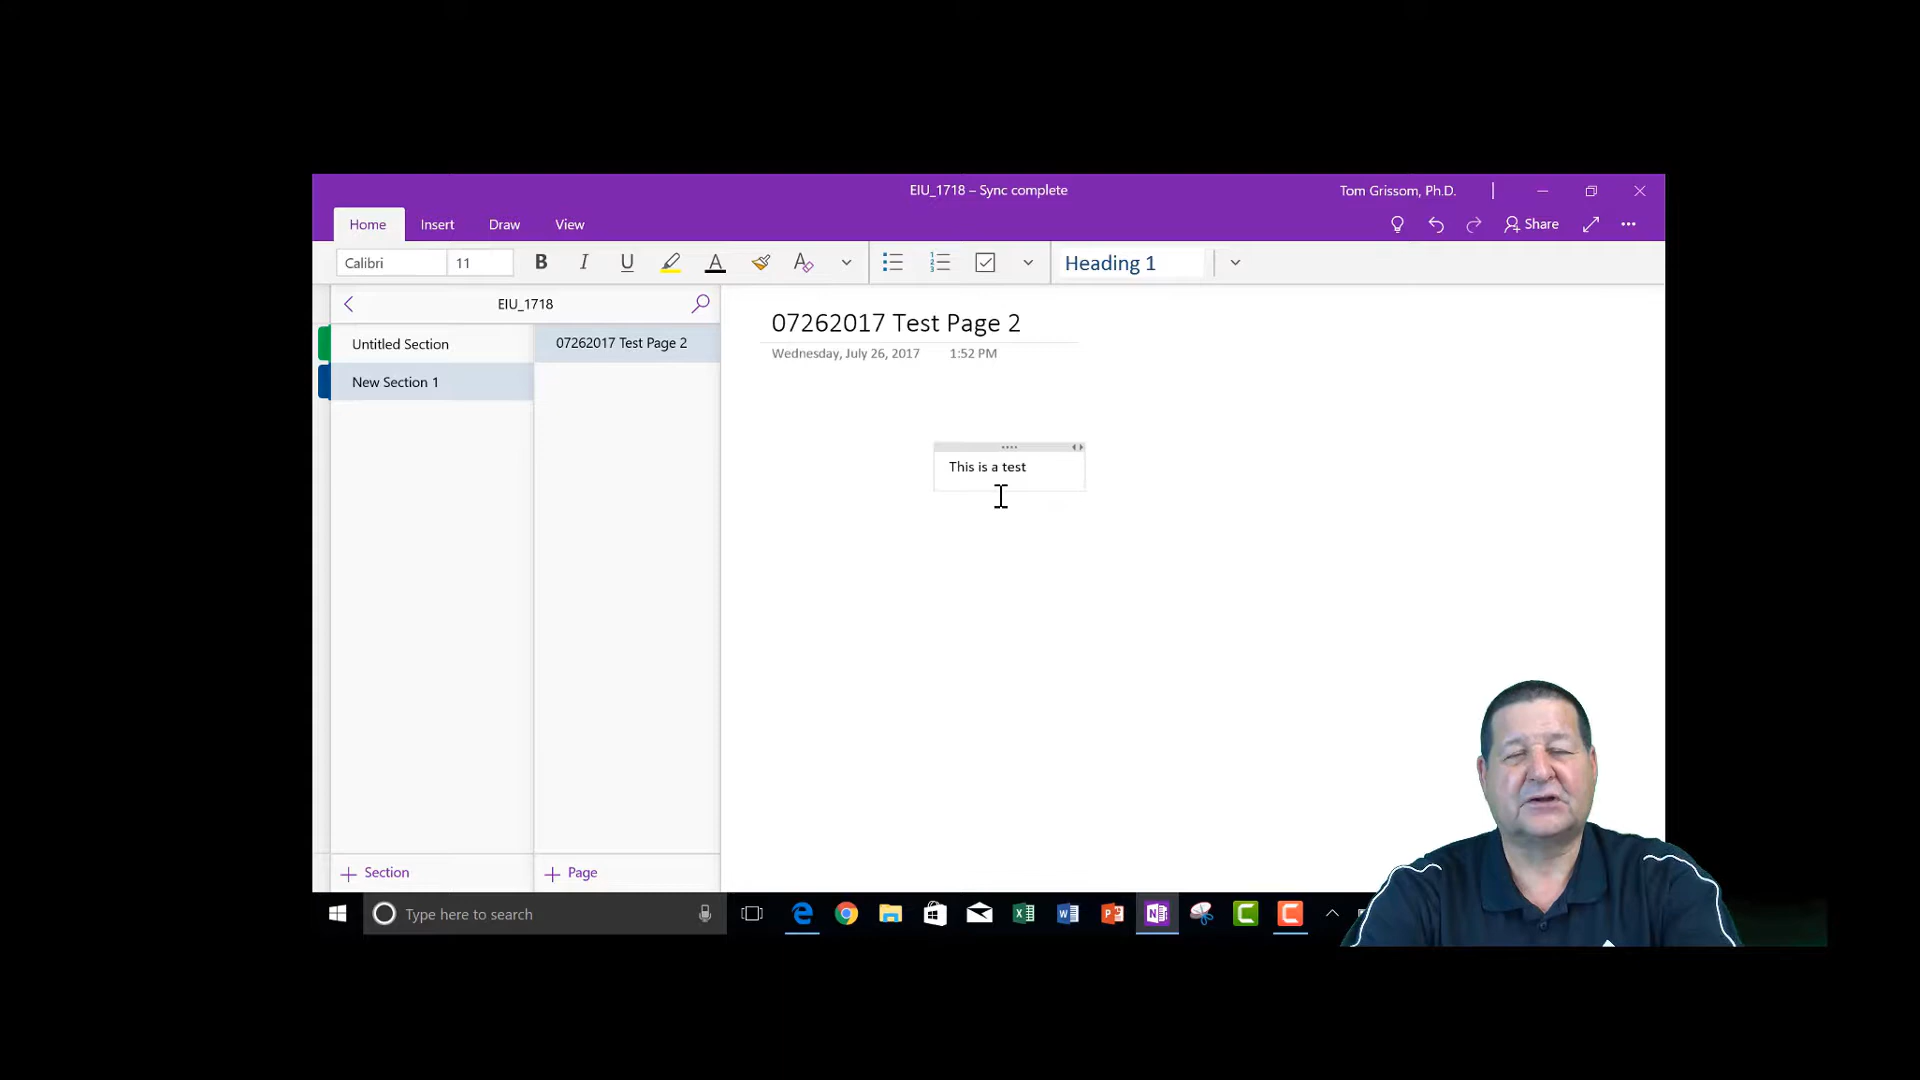 EIU_1718 – Sync complete
Tom Grissom, Ph.D.
Home Insert Draw View
Share
Calibri 11 B I U A A Heading 1
EIU_1718
Untitled Section
New Section 1
07262017 Test Page 2
07262017 Test Page 2
Wednesday, July 26, 2017 1:52 PM
This is a test
+ Section
+ Page
Type here to search